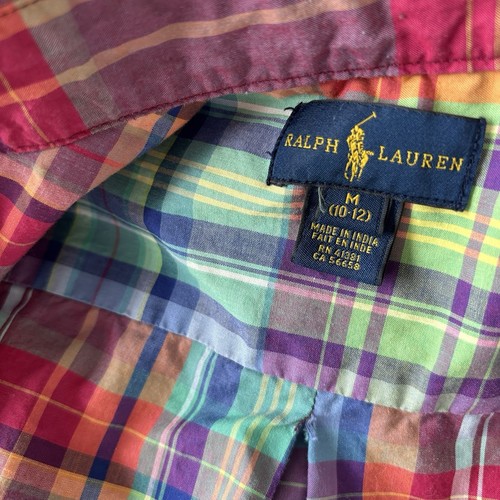 RALPH LAUREN
M
(10-12)
MADE IN INDIA
FAIT EN INDE
RN 41381
CA 56658